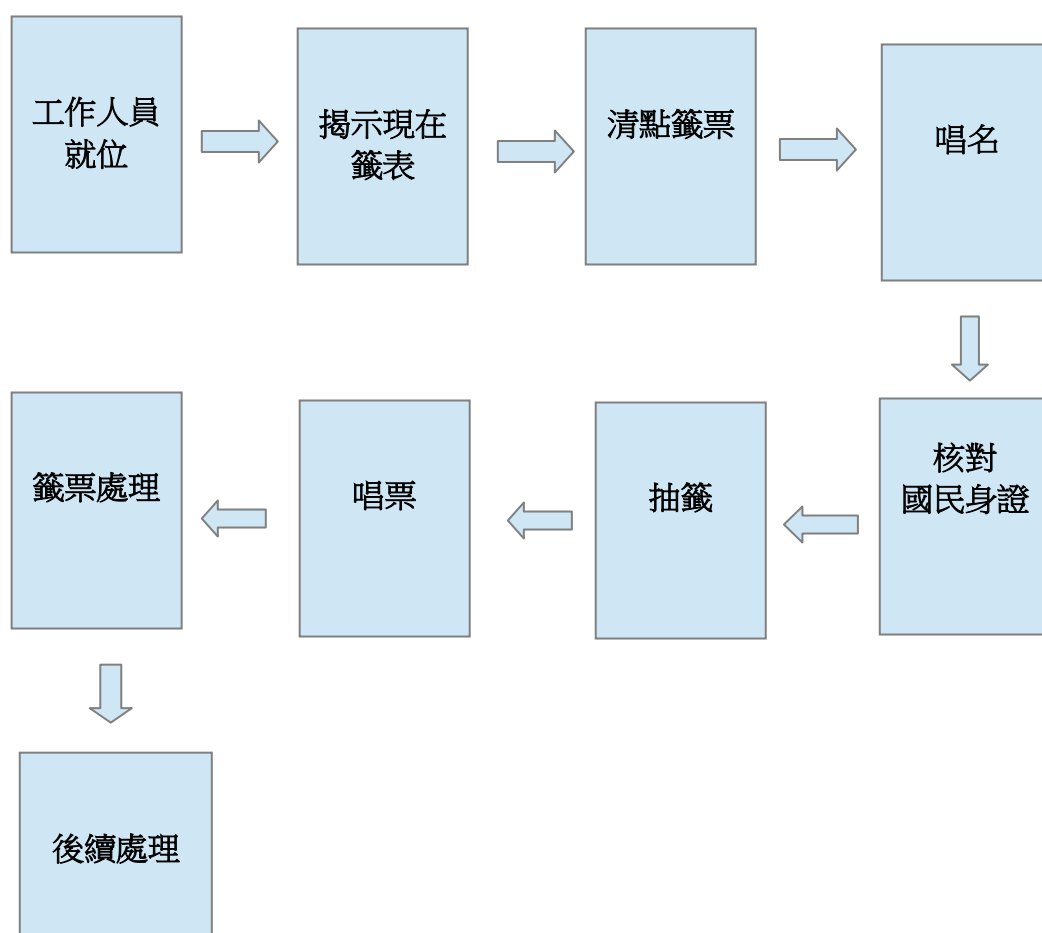 工作人員
就位
揭示現在
籤表
清點籤票
唱名
核對
國民身證
抽籤
唱票
籤票處理
後續處理